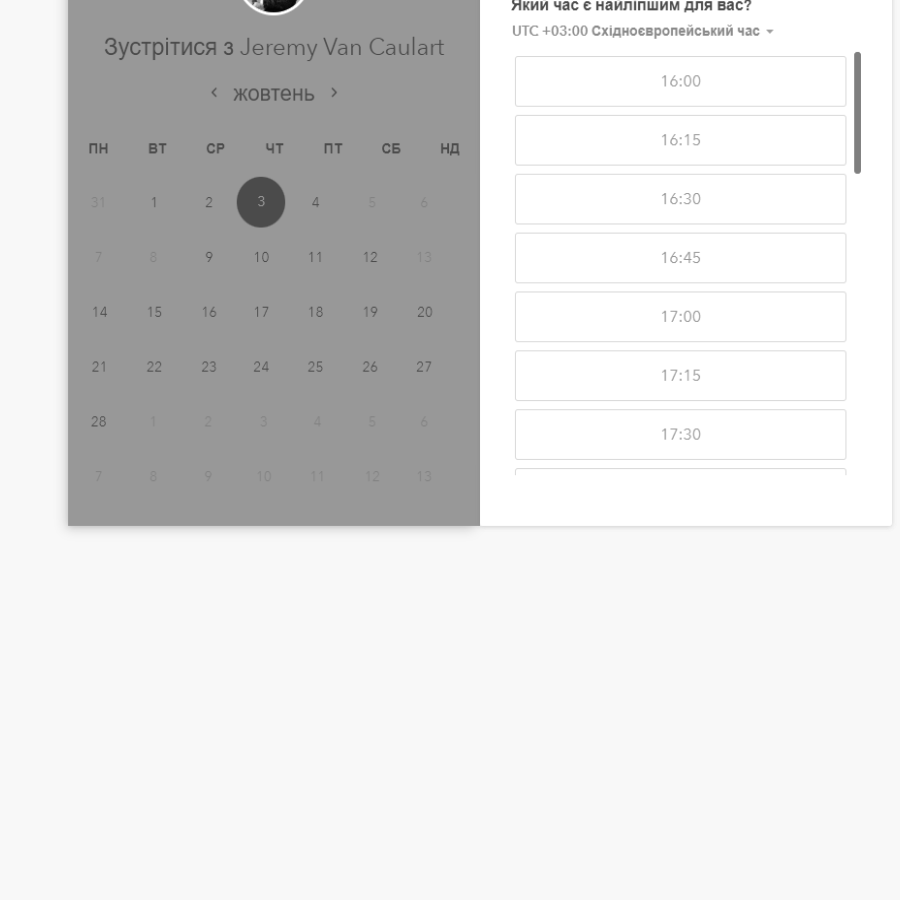 Зустрітися з Jeremy Van Caulart
жовтень
ПН ВТ СР ЧТ ПТ СБ НД
31 1 2 3 4 5 6
7 8 9 10 11 12 13
14 15 16 17 18 19 20
21 22 23 24 25 26 27
28 1 2 3 4 5 6
7 8 9 10 11 12 13
Який час є найліпшим для вас?
UTC +03:00 Східноєвропейський час
16:00
16:15
16:30
16:45
17:00
17:15
17:30